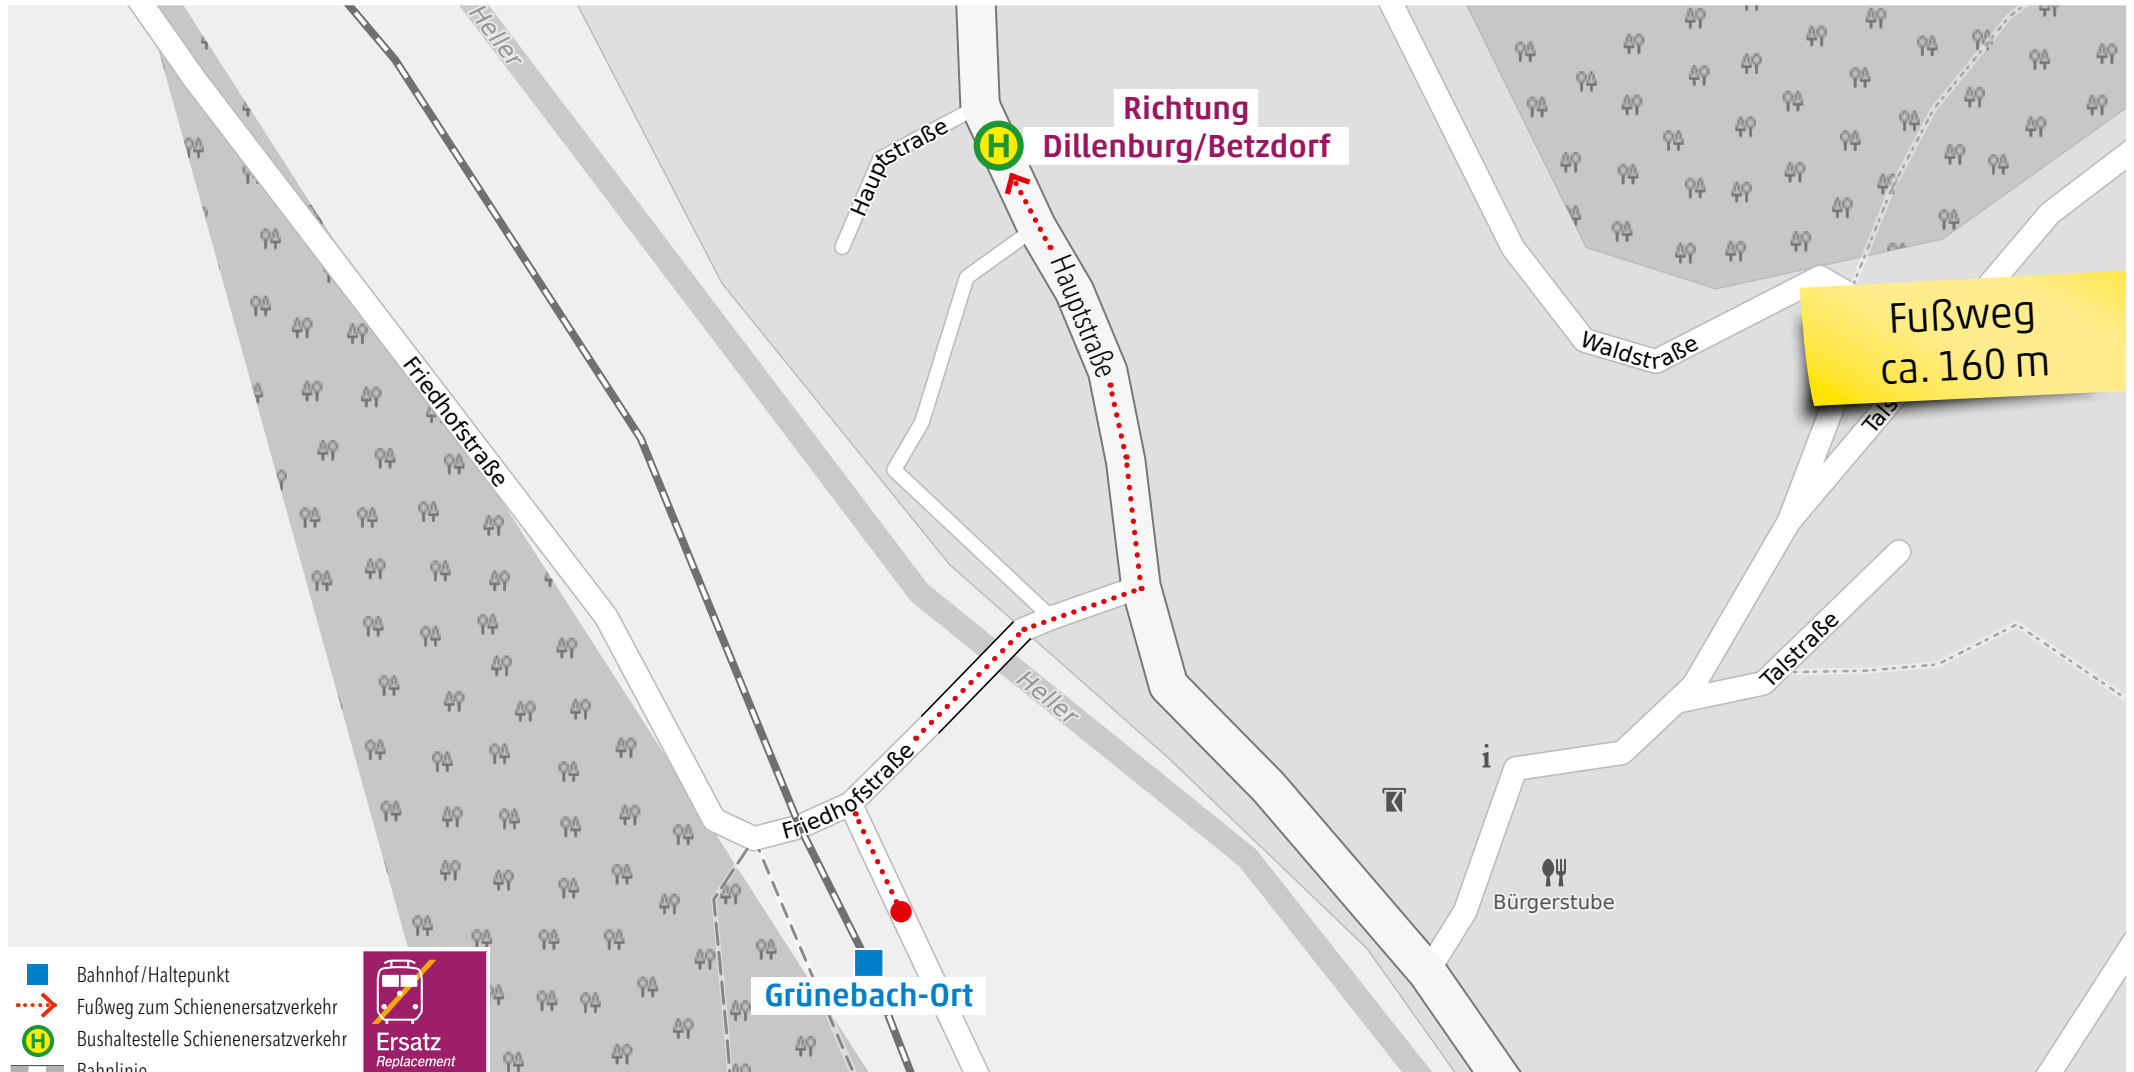 Heller
Richtung
Dillenburg/Betzdorf
Hauptstraße
Hauptstraße
Fußweg
ca. 160 m
Waldstraße
Friedhofstraße
Tals
Talstraße
Heller
i
Friedhofstraße
Bürgerstube
Grünebach-Ort
Bahnhof/Haltepunkt
Fußweg zum Schienenersatzverkehr
H
Bushaltestelle Schienenersatzverkehr
H
Bahnlinie
Ersatz
Replacement